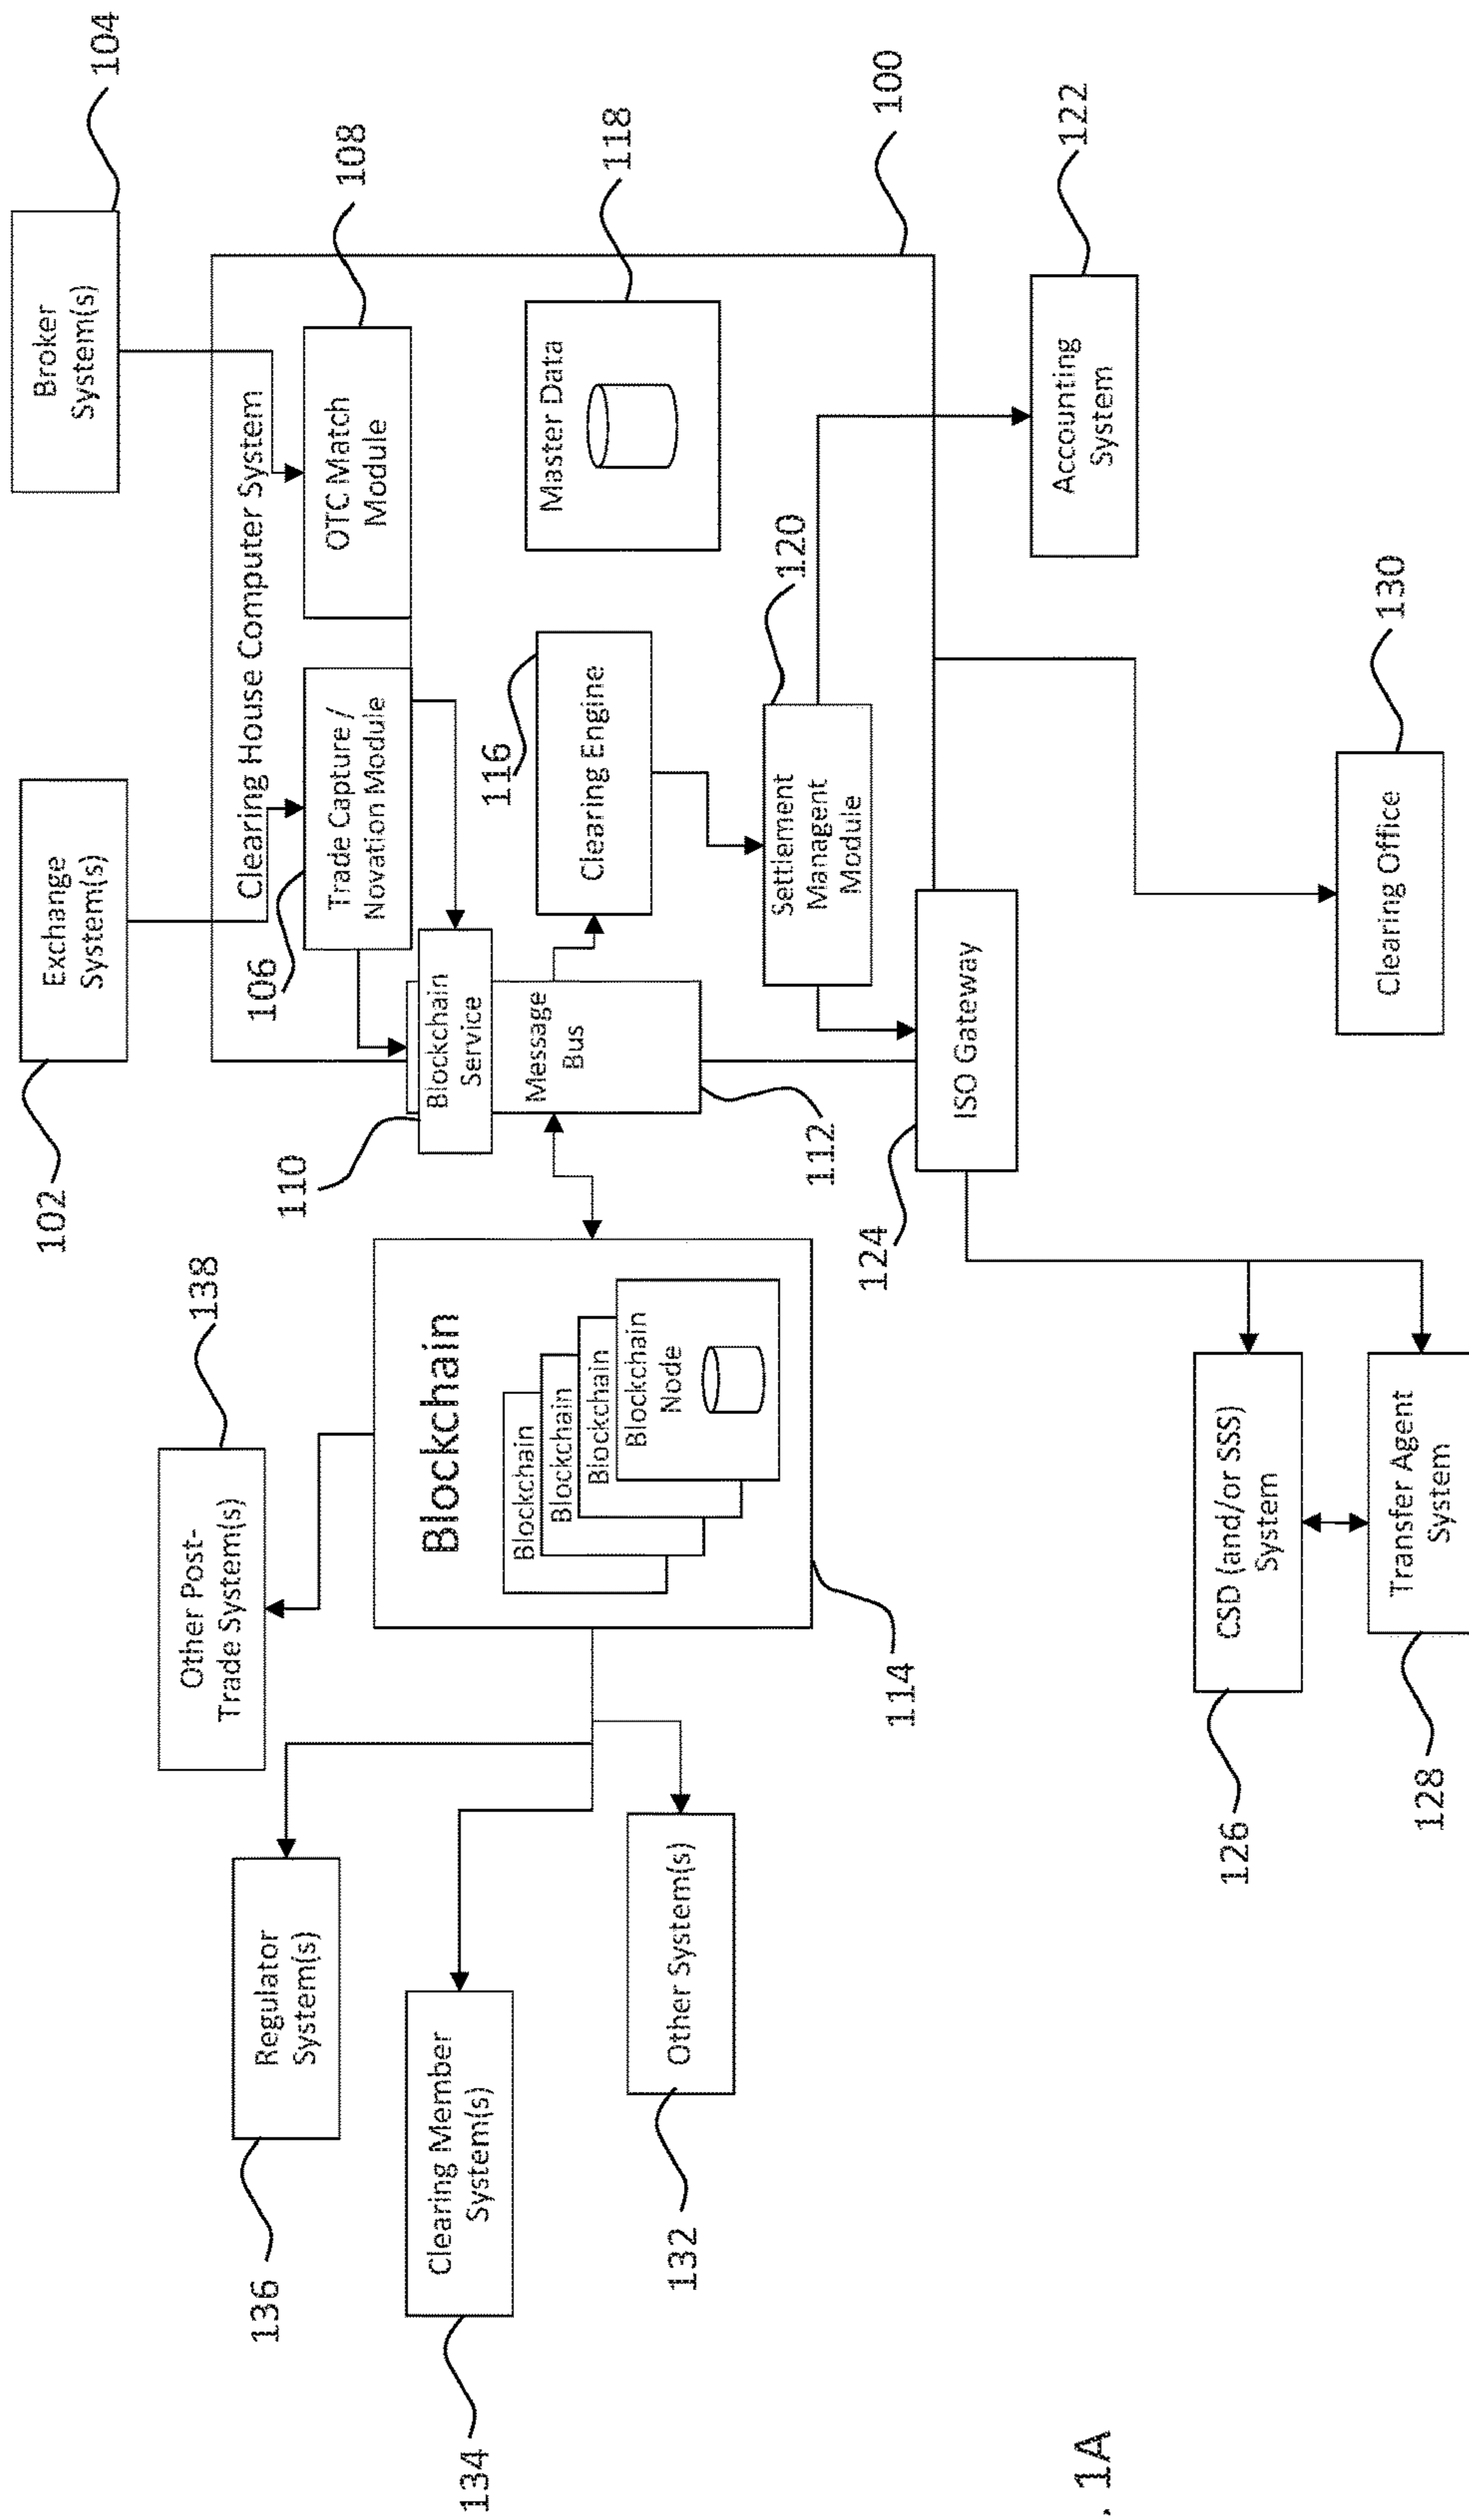 Exchange
System(s)
102
Broker
System(s)
104
Clearing House Computer System
100
106
Trade Capture /
Novation Module
OTC Match
Module
108
110
Blockchain
Service
Message
Bus
112
116
Clearing Engine
Master Data
118
120
Settlement
Managent
Module
ISO Gateway
124
Accounting
System
122
Clearing Office
130
Other Post-
Trade System(s)
138
Blockchain
Blockchain
Blockchain
Blockchain
Blockchain
Node
114
Regulator
System(s)
136
Clearing Member
System(s)
134
Other System(s)
132
CSD (and/or SSS)
System
126
Transfer Agent
System
128
. 1A